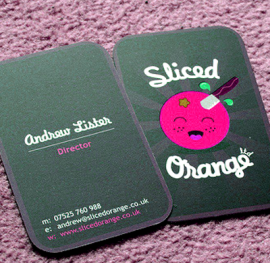 Andrew Lister
Director
m: 07525 760 988
e: andrew@slicedorange.co.uk
w: www.slicedorange.co.uk
Sliced
Orange